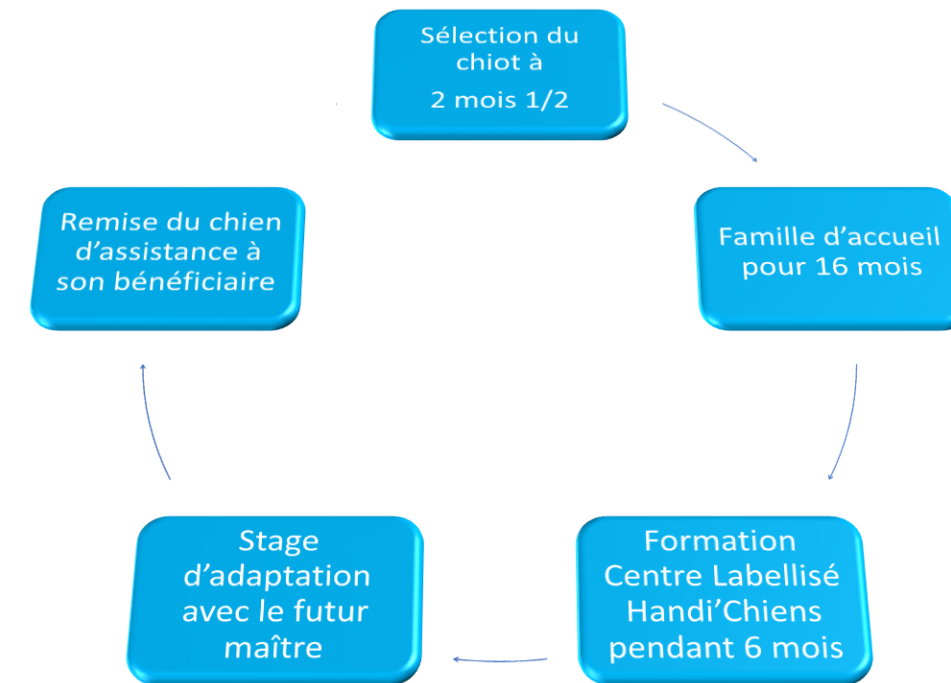 Sélection du
chiot à
2 mois 1/2
Famille d’accueil
pour 16 mois
Formation
Centre Labellisé
Handi’Chiens
pendant 6 mois
Stage
d’adaptation
avec le futur
maître
Remise du chien
d’assistance à
son bénéficiaire